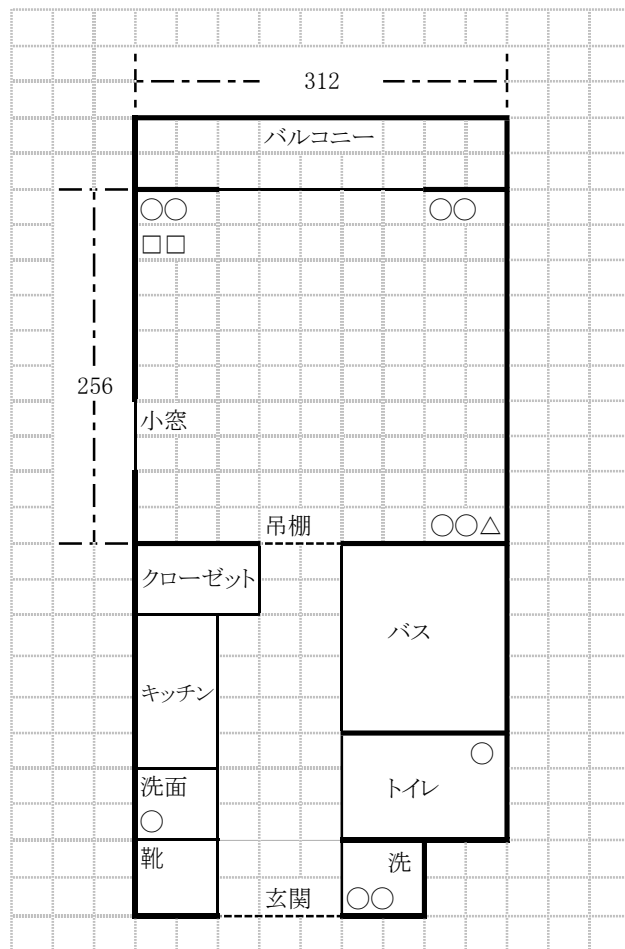 312
バルコニー
○○
○○
□□
256
小窓
吊棚
○○△
クローゼット
バス
キッチン
○
洗面
トイレ
○
靴
洗
玄関
○○